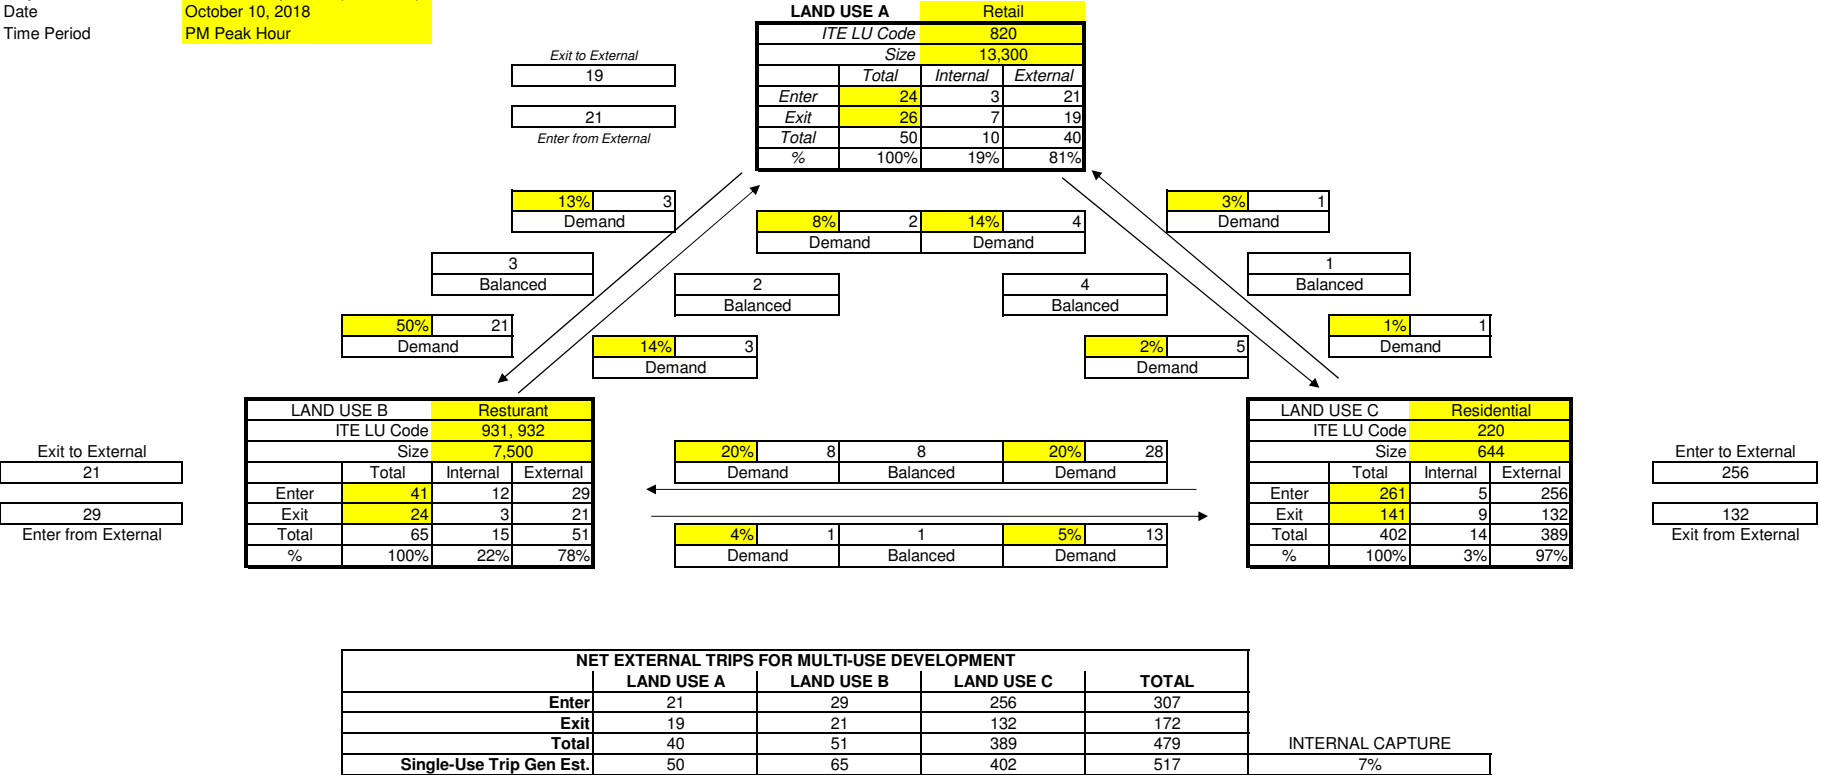 Date October 10, 2018
Time Period PM Peak Hour
LAND USE A Retail
ITE LU Code 820
Size 13,300
Total Internal External
Enter 24 3 21
Exit 26 7 19
Total 50 10 40
% 100% 19% 81%
Exit to External
19
21
Enter from External
13% 3
Demand
8% 2 14% 4
Demand Demand
3% 1
Demand
3
Balanced
2
Balanced
4
Balanced
1
Balanced
50% 21
Demand
14% 3
Demand
2% 5
Demand
1% 1
Demand
LAND USE B Resturant
ITE LU Code 931, 932
Size 7,500
Total Internal External
Enter 41 12 29
Exit 24 3 21
Total 65 15 51
% 100% 22% 78%
Exit to External
21
29
Enter from External
20% 8 8 20% 28
Demand Balanced Demand
4% 1 1 5% 13
Demand Balanced Demand
LAND USE C Residential
ITE LU Code 220
Size 644
Total Internal External
Enter 261 5 256
Exit 141 9 132
Total 402 14 389
% 100% 3% 97%
Enter to External
256
132
Exit from External
NET EXTERNAL TRIPS FOR MULTI-USE DEVELOPMENT
LAND USE A LAND USE B LAND USE C TOTAL
Enter 21 29 256 307
Exit 19 21 132 172
Total 40 51 389 479 INTERNAL CAPTURE
Single-Use Trip Gen Est. 50 65 402 517 7%